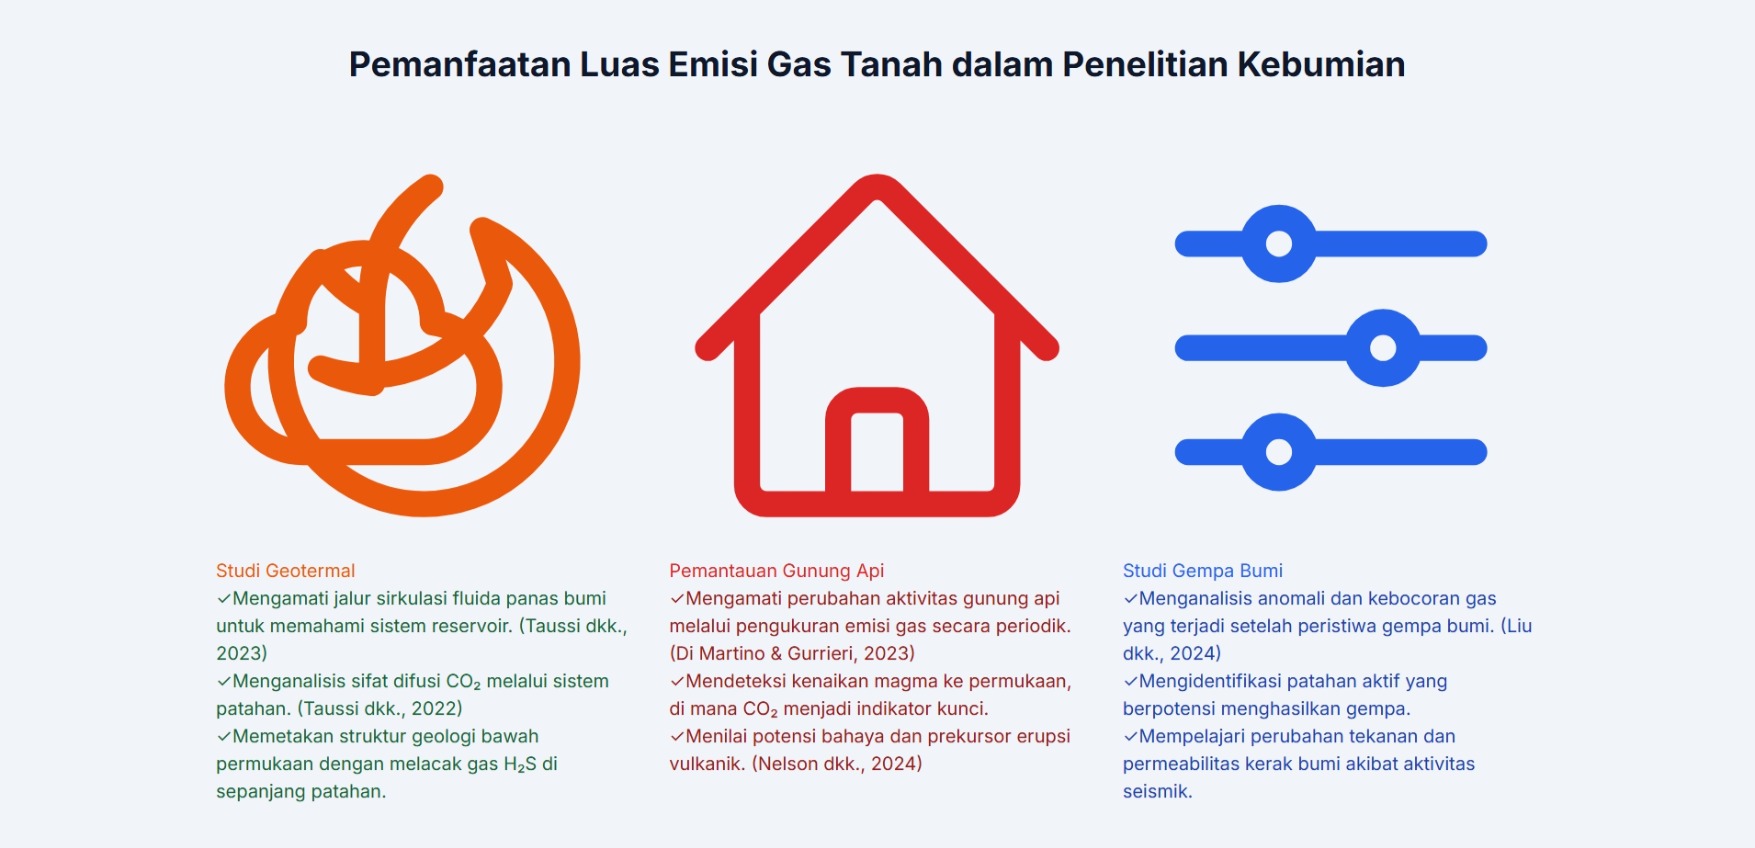 Pemanfaatan Luas Emisi Gas Tanah dalam Penelitian Kebumian
Studi Geotermal
✓Mengamati jalur sirkulasi fluida panas bumi
untuk memahami sistem reservoir. (Taussi dkk.,
2023)
✓Menganalisis sifat difusi CO₂ melalui sistem
patahan. (Taussi dkk., 2022)
✓Memetakan struktur geologi bawah
permukaan dengan melacak gas H₂S di
sepanjang patahan.
Pemantauan Gunung Api
✓Mengamati perubahan aktivitas gunung api
melalui pengukuran emisi gas secara periodik.
(Di Martino & Gurrieri, 2023)
✓Mendeteksi kenaikan magma ke permukaan,
di mana CO₂ menjadi indikator kunci.
✓Menilai potensi bahaya dan prekursor erupsi
vulkanik. (Nelson dkk., 2024)
Studi Gempa Bumi
✓Menganalisis anomali dan kebocoran gas
yang terjadi setelah peristiwa gempa bumi. (Liu
dkk., 2024)
✓Mengidentifikasi patahan aktif yang
berpotensi menghasilkan gempa.
✓Mempelajari perubahan tekanan dan
permeabilitas kerak bumi akibat aktivitas
seismik.